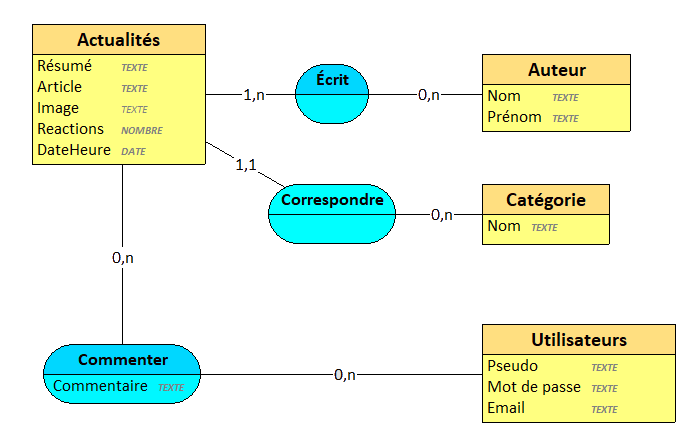 Actualités
Résumé TEXTE
Article TEXTE
Image TEXTE
Reactions NOMBRE
DateHeure DATE
1,n
Écrit
0,n
Auteur
Nom TEXTE
Prénom TEXTE
1,1
Correspondre
0,n
Catégorie
Nom TEXTE
0,n
Commenter
Commentaire TEXTE
0,n
Utilisateurs
Pseudo TEXTE
Mot de passe TEXTE
Email TEXTE